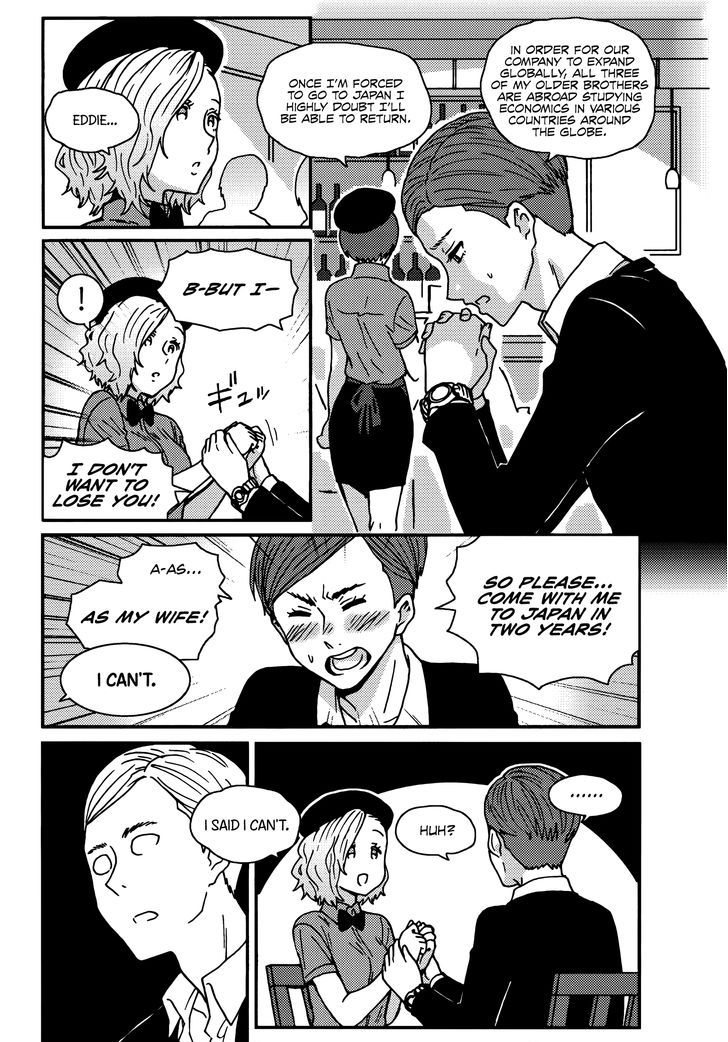 IN ORDER FOR OUR
COMPANY TO EXPAND
GLOBALLY, ALL THREE
OF MY OLDER BROTHERS
ARE ABROAD STUDYING
ECONOMICS IN VARIOUS
COUNTRIES AROUND
THE GLOBE.
ONCE I'M FORCED
TO GO TO JAPAN I
HIGHLY DOUBT I'LL
BE ABLE TO RETURN.
EDDIE...
B-BUT I—
!
ギュッ
I DON'T
WANT TO
LOSE YOU!
SO PLEASE...
COME WITH ME
TO JAPAN IN
TWO YEARS!
A-AS...
AS MY WIFE!
I CAN'T.
......
HUH?
I SAID I CAN'T.